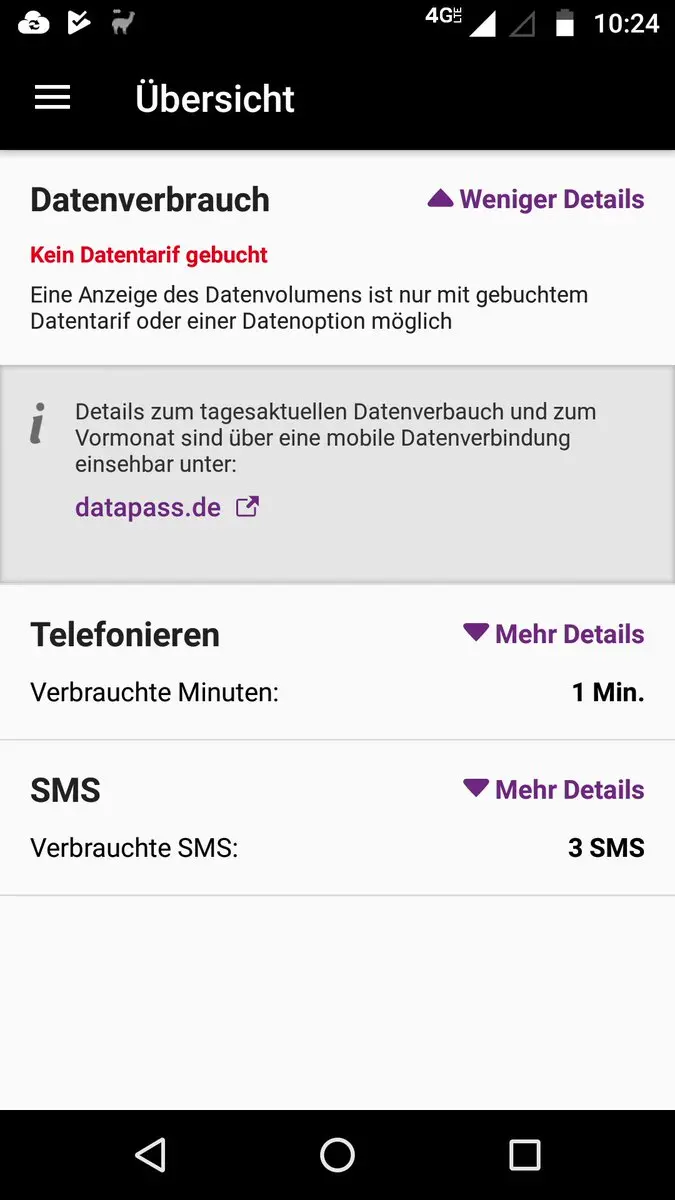 4G LTE 10:24
Übersicht
Datenverbrauch Weniger Details
Kein Datentarif gebucht
Eine Anzeige des Datenvolumens ist nur mit gebuchtem
Datentarif oder einer Datenoption möglich
i Details zum tagesaktuellen Datenverbauch und zum
Vormonat sind über eine mobile Datenverbindung
einsehbar unter:
datapass.de
Telefonieren Mehr Details
Verbrauchte Minuten: 1 Min.
SMS Mehr Details
Verbrauchte SMS: 3 SMS